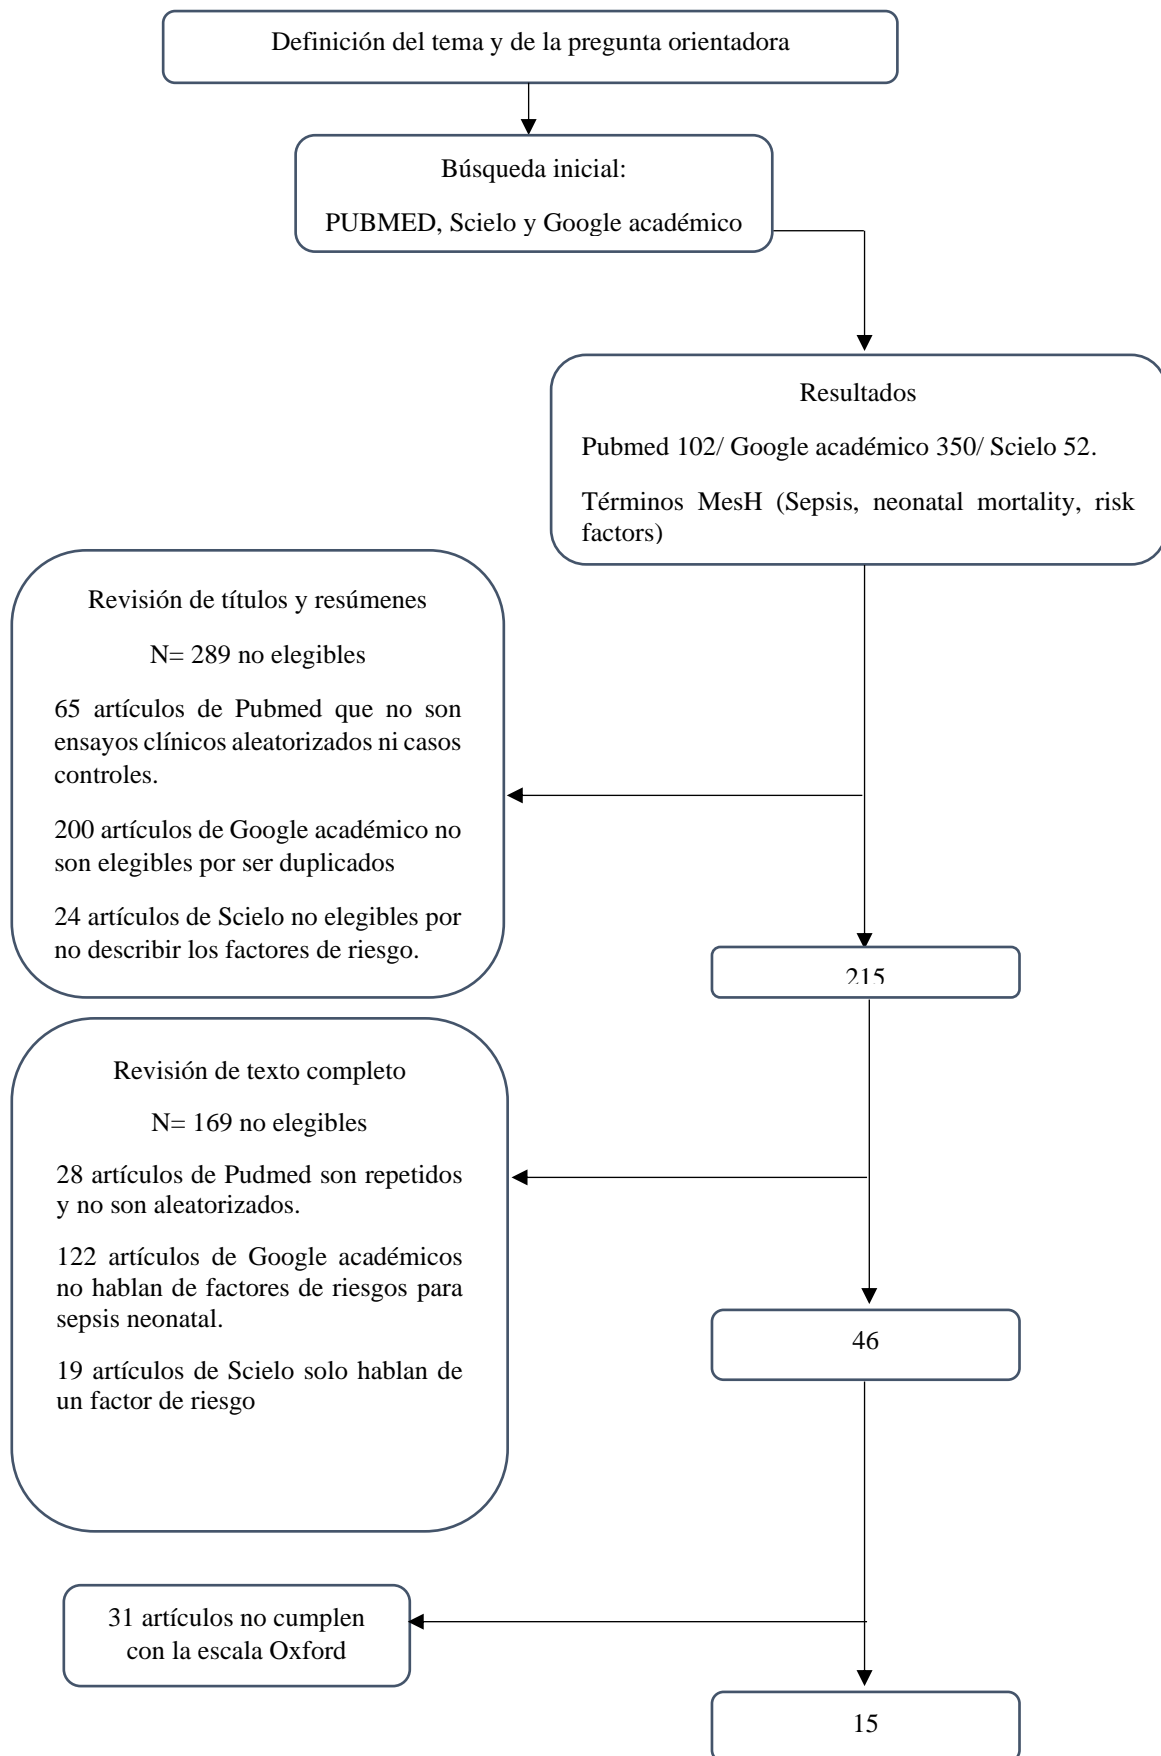 Definición del tema y de la pregunta orientadora
Búsqueda inicial:
PUBMED, Scielo y Google académico
Resultados
Pubmed 102/ Google académico 350/ Scielo 52.
Términos MesH (Sepsis, neonatal mortality, risk
factors)
Revisión de títulos y resúmenes
N= 289 no elegibles
65 artículos de Pubmed que no son
ensayos clínicos aleatorizados ni casos
controles.
200 artículos de Google académico no
son elegibles por ser duplicados
24 artículos de Scielo no elegibles por
no describir los factores de riesgo.
215
Revisión de texto completo
N= 169 no elegibles
28 artículos de Pudmed son repetidos
y no son aleatorizados.
122 artículos de Google académicos
no hablan de factores de riesgos para
sepsis neonatal.
19 artículos de Scielo solo hablan de
un factor de riesgo
46
31 artículos no cumplen
con la escala Oxford
15